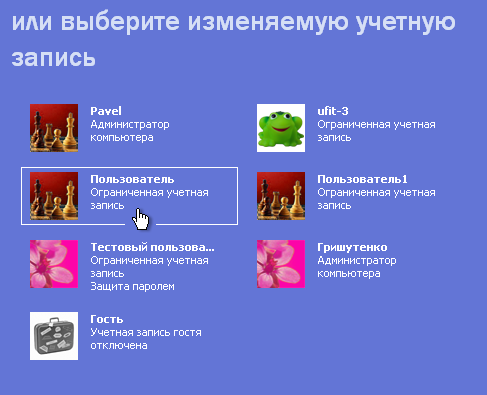 или выберите изменяемую учетную
запись
Pavel
Администратор
компьютера
ufit-3
Ограниченная учетная
запись
Пользователь
Ограниченная учетная
запись
Пользователь1
Ограниченная учетная
запись
Тестовый пользова...
Ограниченная учетная
запись
Защита паролем
Гришутенко
Администратор
компьютера
Гость
Учетная запись гостя
отключена